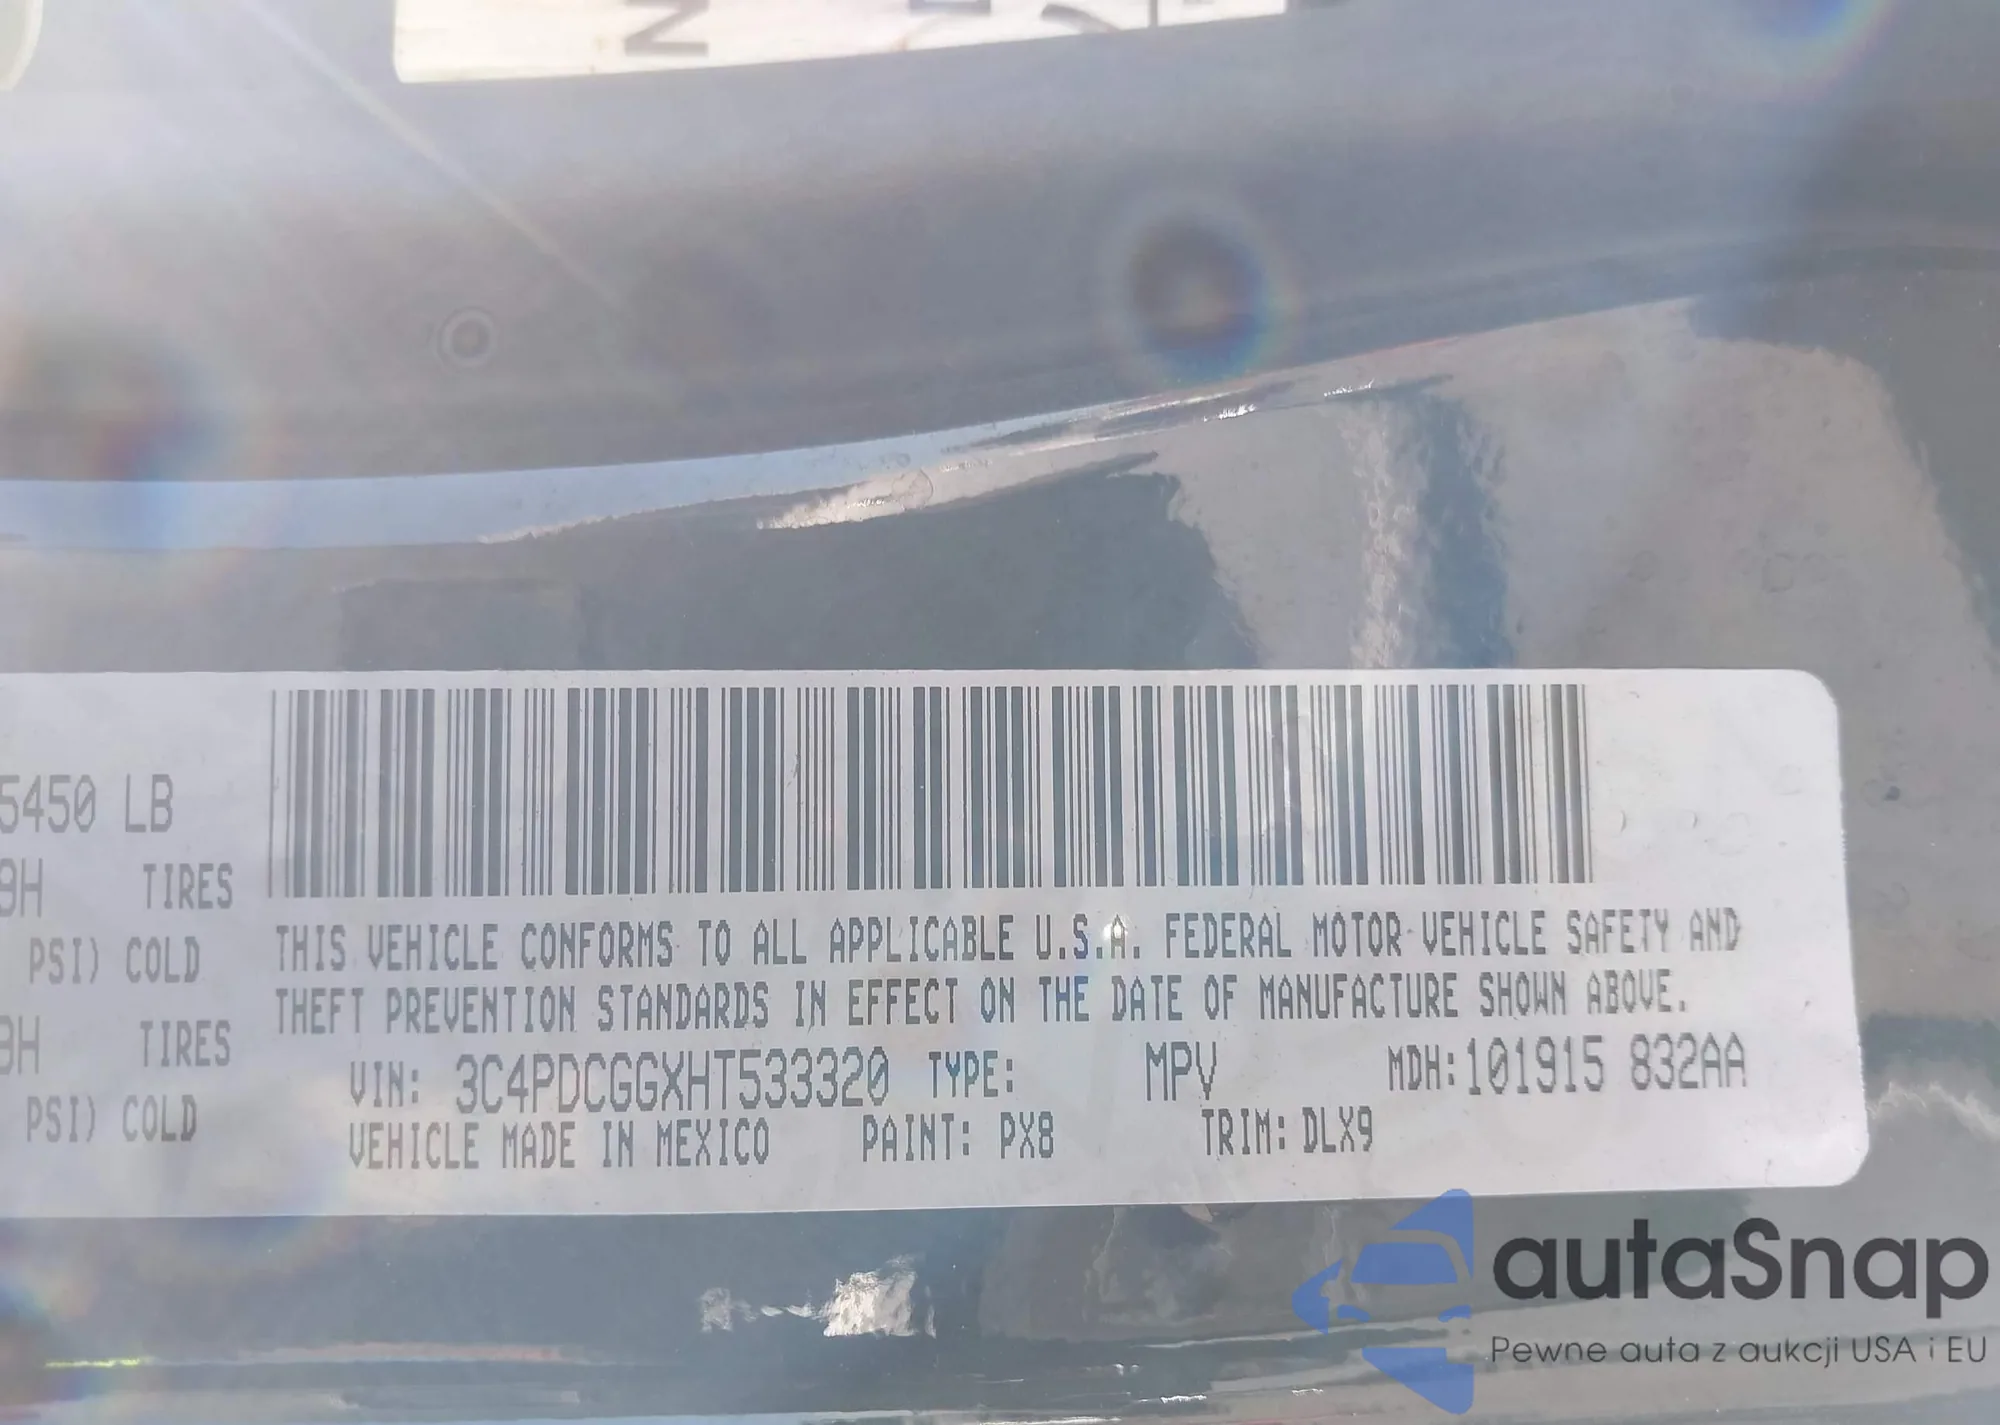 5450 LB
9H TIRES
PSI) COLD
9H TIRES
PSI) COLD
THIS VEHICLE CONFORMS TO ALL APPLICABLE U.S.A. FEDERAL MOTOR VEHICLE SAFETY AND
THEFT PREVENTION STANDARDS IN EFFECT ON THE DATE OF MANUFACTURE SHOWN ABOVE.
VIN: 3C4PDCGGXHT533320 TYPE: MPV MDH:101915 832AA
VEHICLE MADE IN MEXICO PAINT: PX8 TRIM: DLX9
autaSnap
Pewne auta z aukcji USA i EU